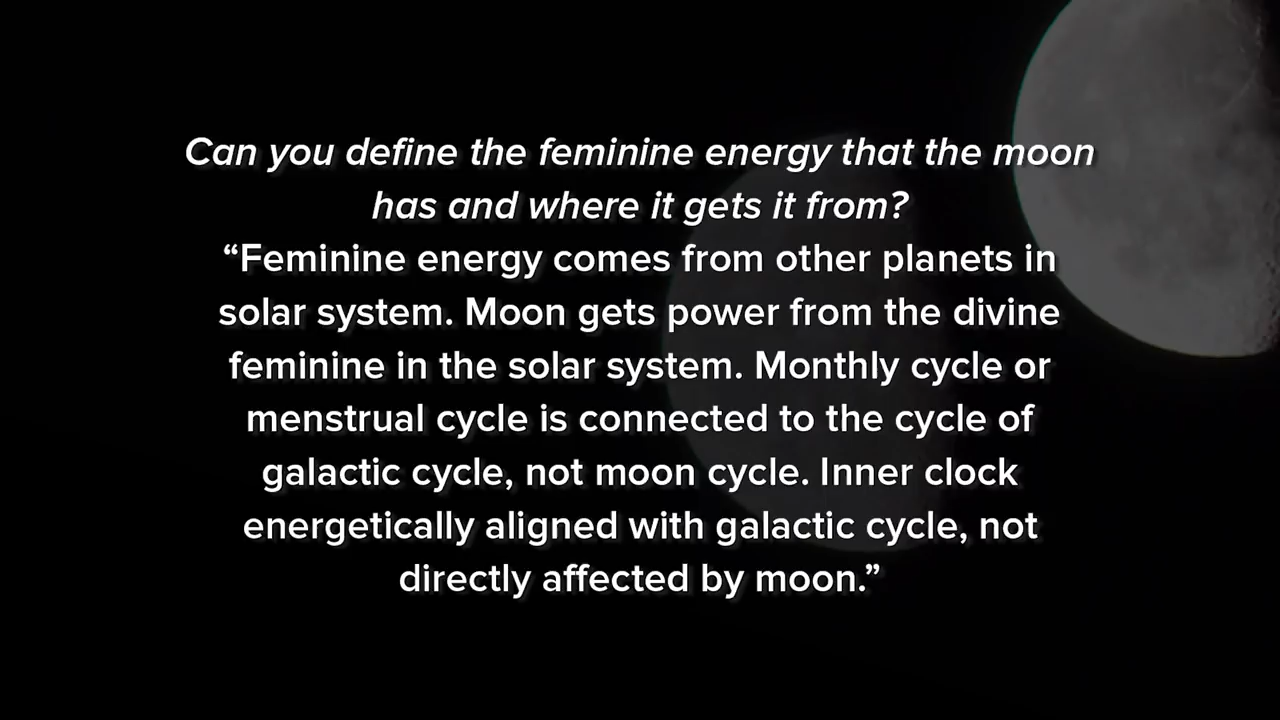 Can you define the feminine energy that the moon
has and where it gets it from?
“Feminine energy comes from other planets in
solar system. Moon gets power from the divine
feminine in the solar system. Monthly cycle or
menstrual cycle is connected to the cycle of
galactic cycle, not moon cycle. Inner clock
energetically aligned with galactic cycle, not
directly affected by moon.”